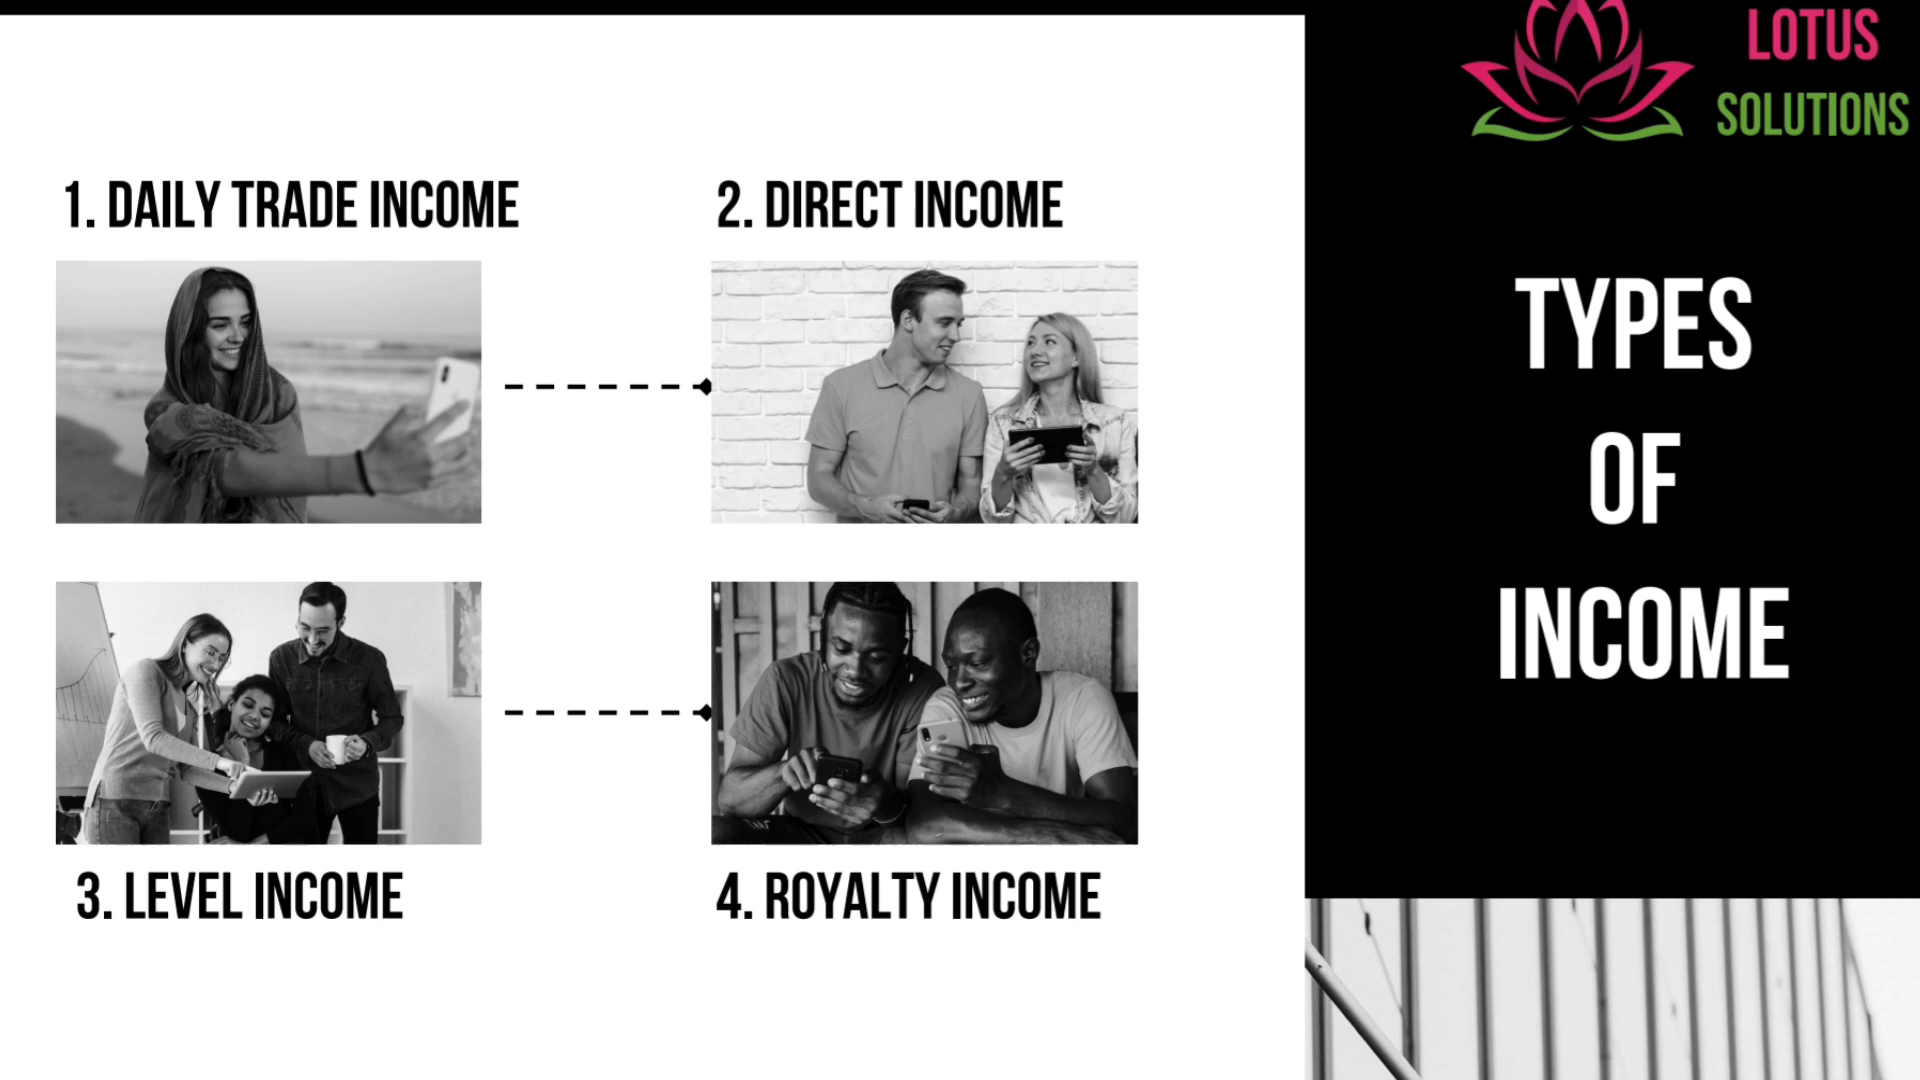 LOTUS
SOLUTIONS
1. DAILY TRADE INCOME
2. DIRECT INCOME
3. LEVEL INCOME
4. ROYALTY INCOME
TYPES
OF
INCOME